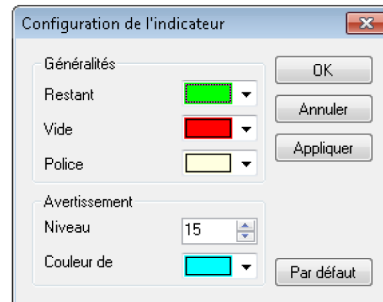 Configuration de l'indicateur
Généralités
Restant
Vide
Police
Avertissement
Niveau
15
Couleur de
OK
Annuler
Appliquer
Par défaut